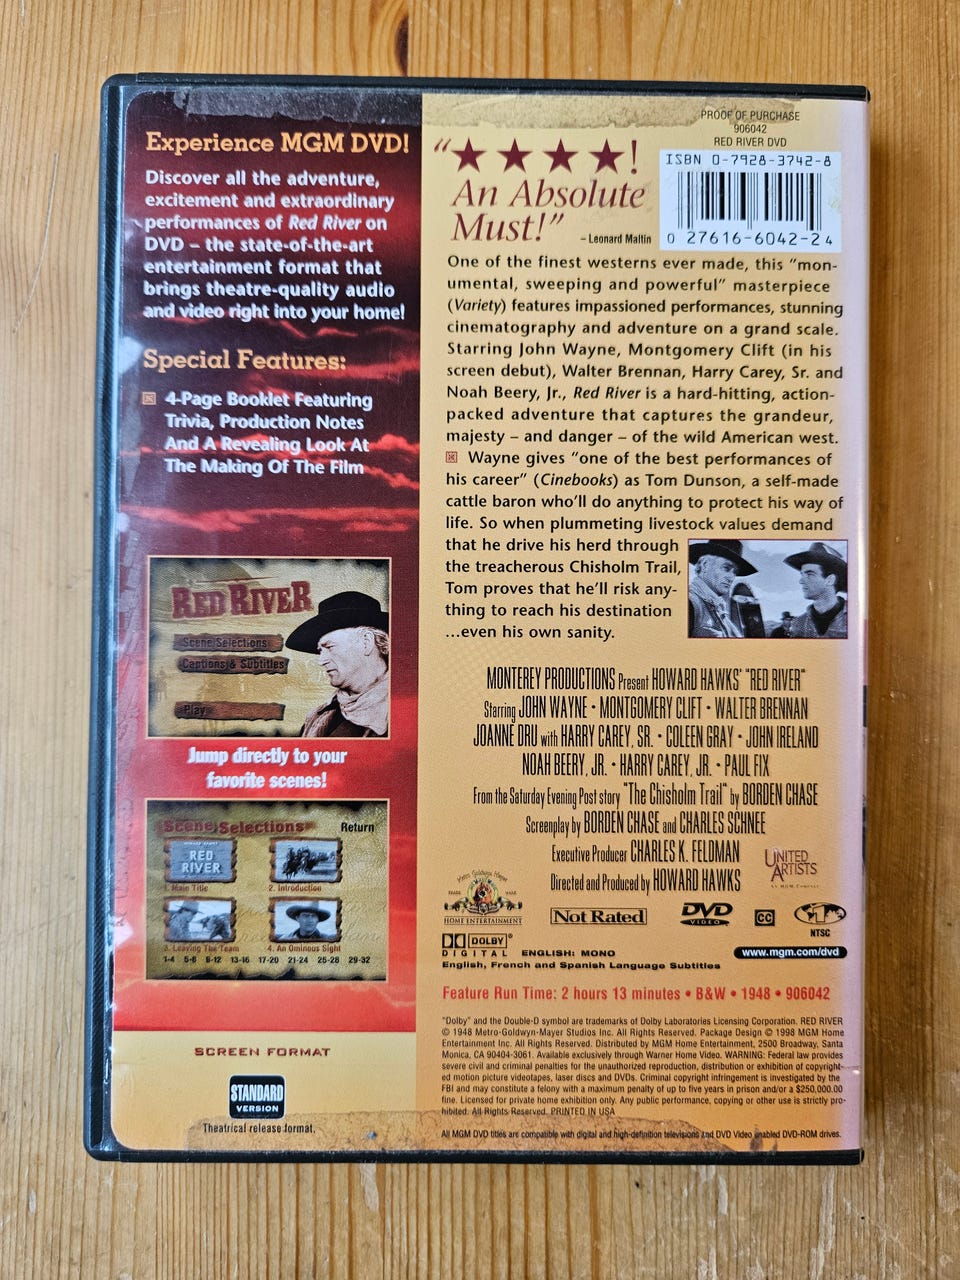 Experience MGM DVD!
Discover all the adventure,
excitement and extraordinary
performances of Red River on
DVD – the state-of-the-art
entertainment format that
brings theatre-quality audio
and video right into your home!
Special Features:
4-Page Booklet Featuring
Trivia, Production Notes
And A Revealing Look At
The Making Of The Film
RED RIVER
Scene Selections
Captions & Subtitles
Play
Jump directly to your
favorite scenes!
Scene Selections
Return
RED
RIVER
1. Main Title
2. Introduction
3. Leaving The Team
4. An Ominous Sight
1-4 5-8 9-12 13-16 17-20 21-24 25-28 29-32
SCREEN FORMAT
STANDARD
VERSION
Theatrical release format.
PROOF OF PURCHASE
906042
RED RIVER DVD
ISBN 0-7928-3742-8
0 27616-6042-2 4
"★★★★!
An Absolute
Must!"
– Leonard Maltin
One of the finest westerns ever made, this "mon-
umental, sweeping and powerful" masterpiece
(Variety) features impassioned performances, stunning
cinematography and adventure on a grand scale.
Starring John Wayne, Montgomery Clift (in his
screen debut), Walter Brennan, Harry Carey, Sr. and
Noah Beery, Jr., Red River is a hard-hitting, action-
packed adventure that captures the grandeur,
majesty – and danger – of the wild American west.
Wayne gives "one of the best performances of
his career" (Cinebooks) as Tom Dunson, a self-made
cattle baron who'll do anything to protect his way of
life. So when plummeting livestock values demand
that he drive his herd through
the treacherous Chisholm Trail,
Tom proves that he'll risk any-
thing to reach his destination
...even his own sanity.
MONTEREY PRODUCTIONS Present HOWARD HAWKS' "RED RIVER"
Starring JOHN WAYNE • MONTGOMERY CLIFT • WALTER BRENNAN
JOANNE DRU with HARRY CAREY, SR. • COLEEN GRAY • JOHN IRELAND
NOAH BEERY, JR. • HARRY CAREY, JR. • PAUL FIX
From the Saturday Evening Post story "The Chisholm Trail" by BORDEN CHASE
Screenplay by BORDEN CHASE and CHARLES SCHNEE
Executive Producer CHARLES K. FELDMAN
Directed and Produced by HOWARD HAWKS
UNITED
ARTISTS
AN MGM COMPANY
Metro Goldwyn Mayer
TRADE MARK
HOME ENTERTAINMENT
Not Rated
DVD
VIDEO
CC
1
NTSC
DOLBY
DIGITAL ENGLISH: MONO
www.mgm.com/dvd
English, French and Spanish Language Subtitles
Feature Run Time: 2 hours 13 minutes • B&W • 1948 • 906042
"Dolby" and the Double-D symbol are trademarks of Dolby Laboratories Licensing Corporation. RED RIVER
© 1948 Metro-Goldwyn-Mayer Studios Inc. All Rights Reserved. Package Design © 1998 MGM Home
Entertainment Inc. All Rights Reserved. Distributed by MGM Home Entertainment, 2500 Broadway, Santa
Monica, CA 90404-3061. Available exclusively through Warner Home Video. WARNING: Federal law provides
severe civil and criminal penalties for the unauthorized reproduction, distribution or exhibition of copyright-
ed motion picture videotapes, laser discs and DVDs. Criminal copyright infringement is investigated by the
FBI and may constitute a felony with a maximum penalty of up to five years in prison and/or a $250,000.00
fine. Licensed for private home exhibition only. Any public performance, copying or other use is strictly pro-
hibited. All Rights Reserved. PRINTED IN USA
All MGM DVD titles are compatible with digital and high-definition televisions and DVD Video enabled DVD-ROM drives.